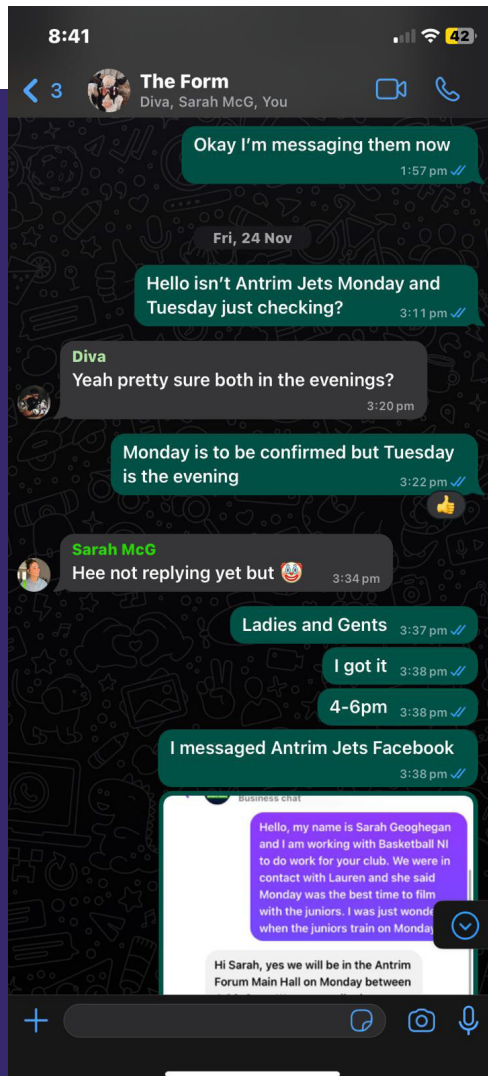 8:41
42
3
The Form
Diva, Sarah McG, You
Okay I'm messaging them now
1:57 pm
Fri, 24 Nov
Hello isn't Antrim Jets Monday and
Tuesday just checking?
3:11 pm
Diva
Yeah pretty sure both in the evenings?
3:20 pm
Monday is to be confirmed but Tuesday
is the evening
3:22 pm
Sarah McG
Hee not replying yet but 🤡
3:34 pm
Ladies and Gents
3:37 pm
I got it
3:38 pm
4-6pm
3:38 pm
I messaged Antrim Jets Facebook
3:38 pm
Business chat
Hello, my name is Sarah Geoghegan
and I am working with Basketball NI
to do work for your club. We were in
contact with Lauren and she said
Monday was the best time to film
with the juniors. I was just
when the juniors train on
Hi Sarah, yes we will be in the Antrim
Forum Main Hall on Monday between